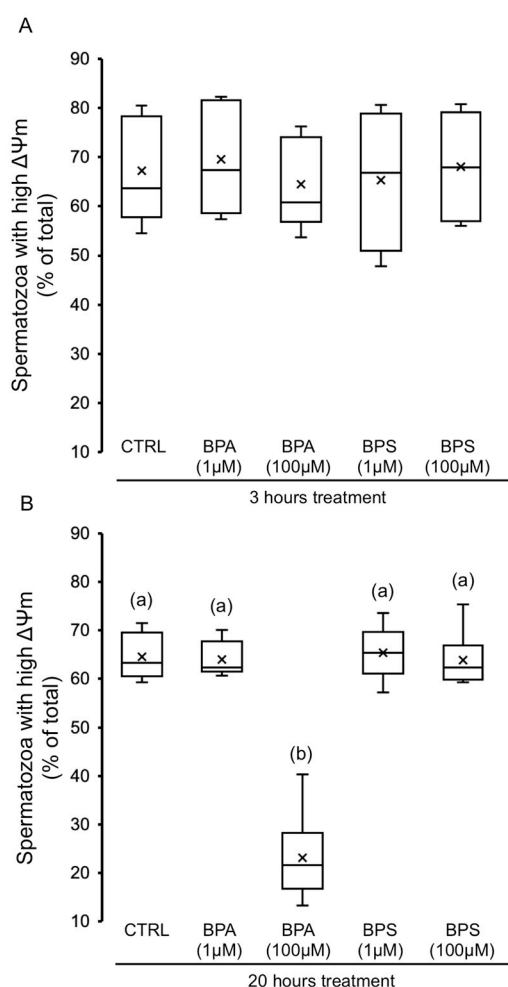 A
Spermatozoa with high ΔΨm
(% of total)
90
80
70
60
50
40
30
20
10
CTRL BPA BPA BPS BPS
(1µM) (100µM) (1µM) (100µM)
3 hours treatment
B
Spermatozoa with high ΔΨm
(% of total)
90
80
70
60
50
40
30
20
10
(a) (a) (a) (a)
(b)
CTRL BPA BPA BPS BPS
(1µM) (100µM) (1µM) (100µM)
20 hours treatment